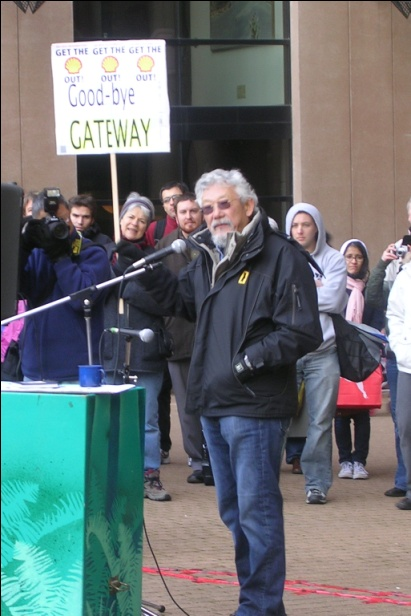 GET THE GET THE GET THE
OUT! OUT! OUT!
Good-bye
GATEWAY